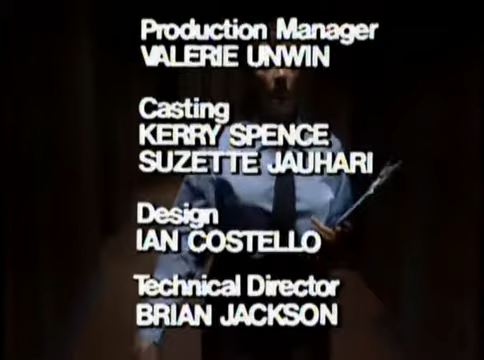 Production Manager
VALERIE UNWIN
Casting
KERRY SPENCE
SUZETTE JAUHARI
Design
IAN COSTELLO
Technical Director
BRIAN JACKSON